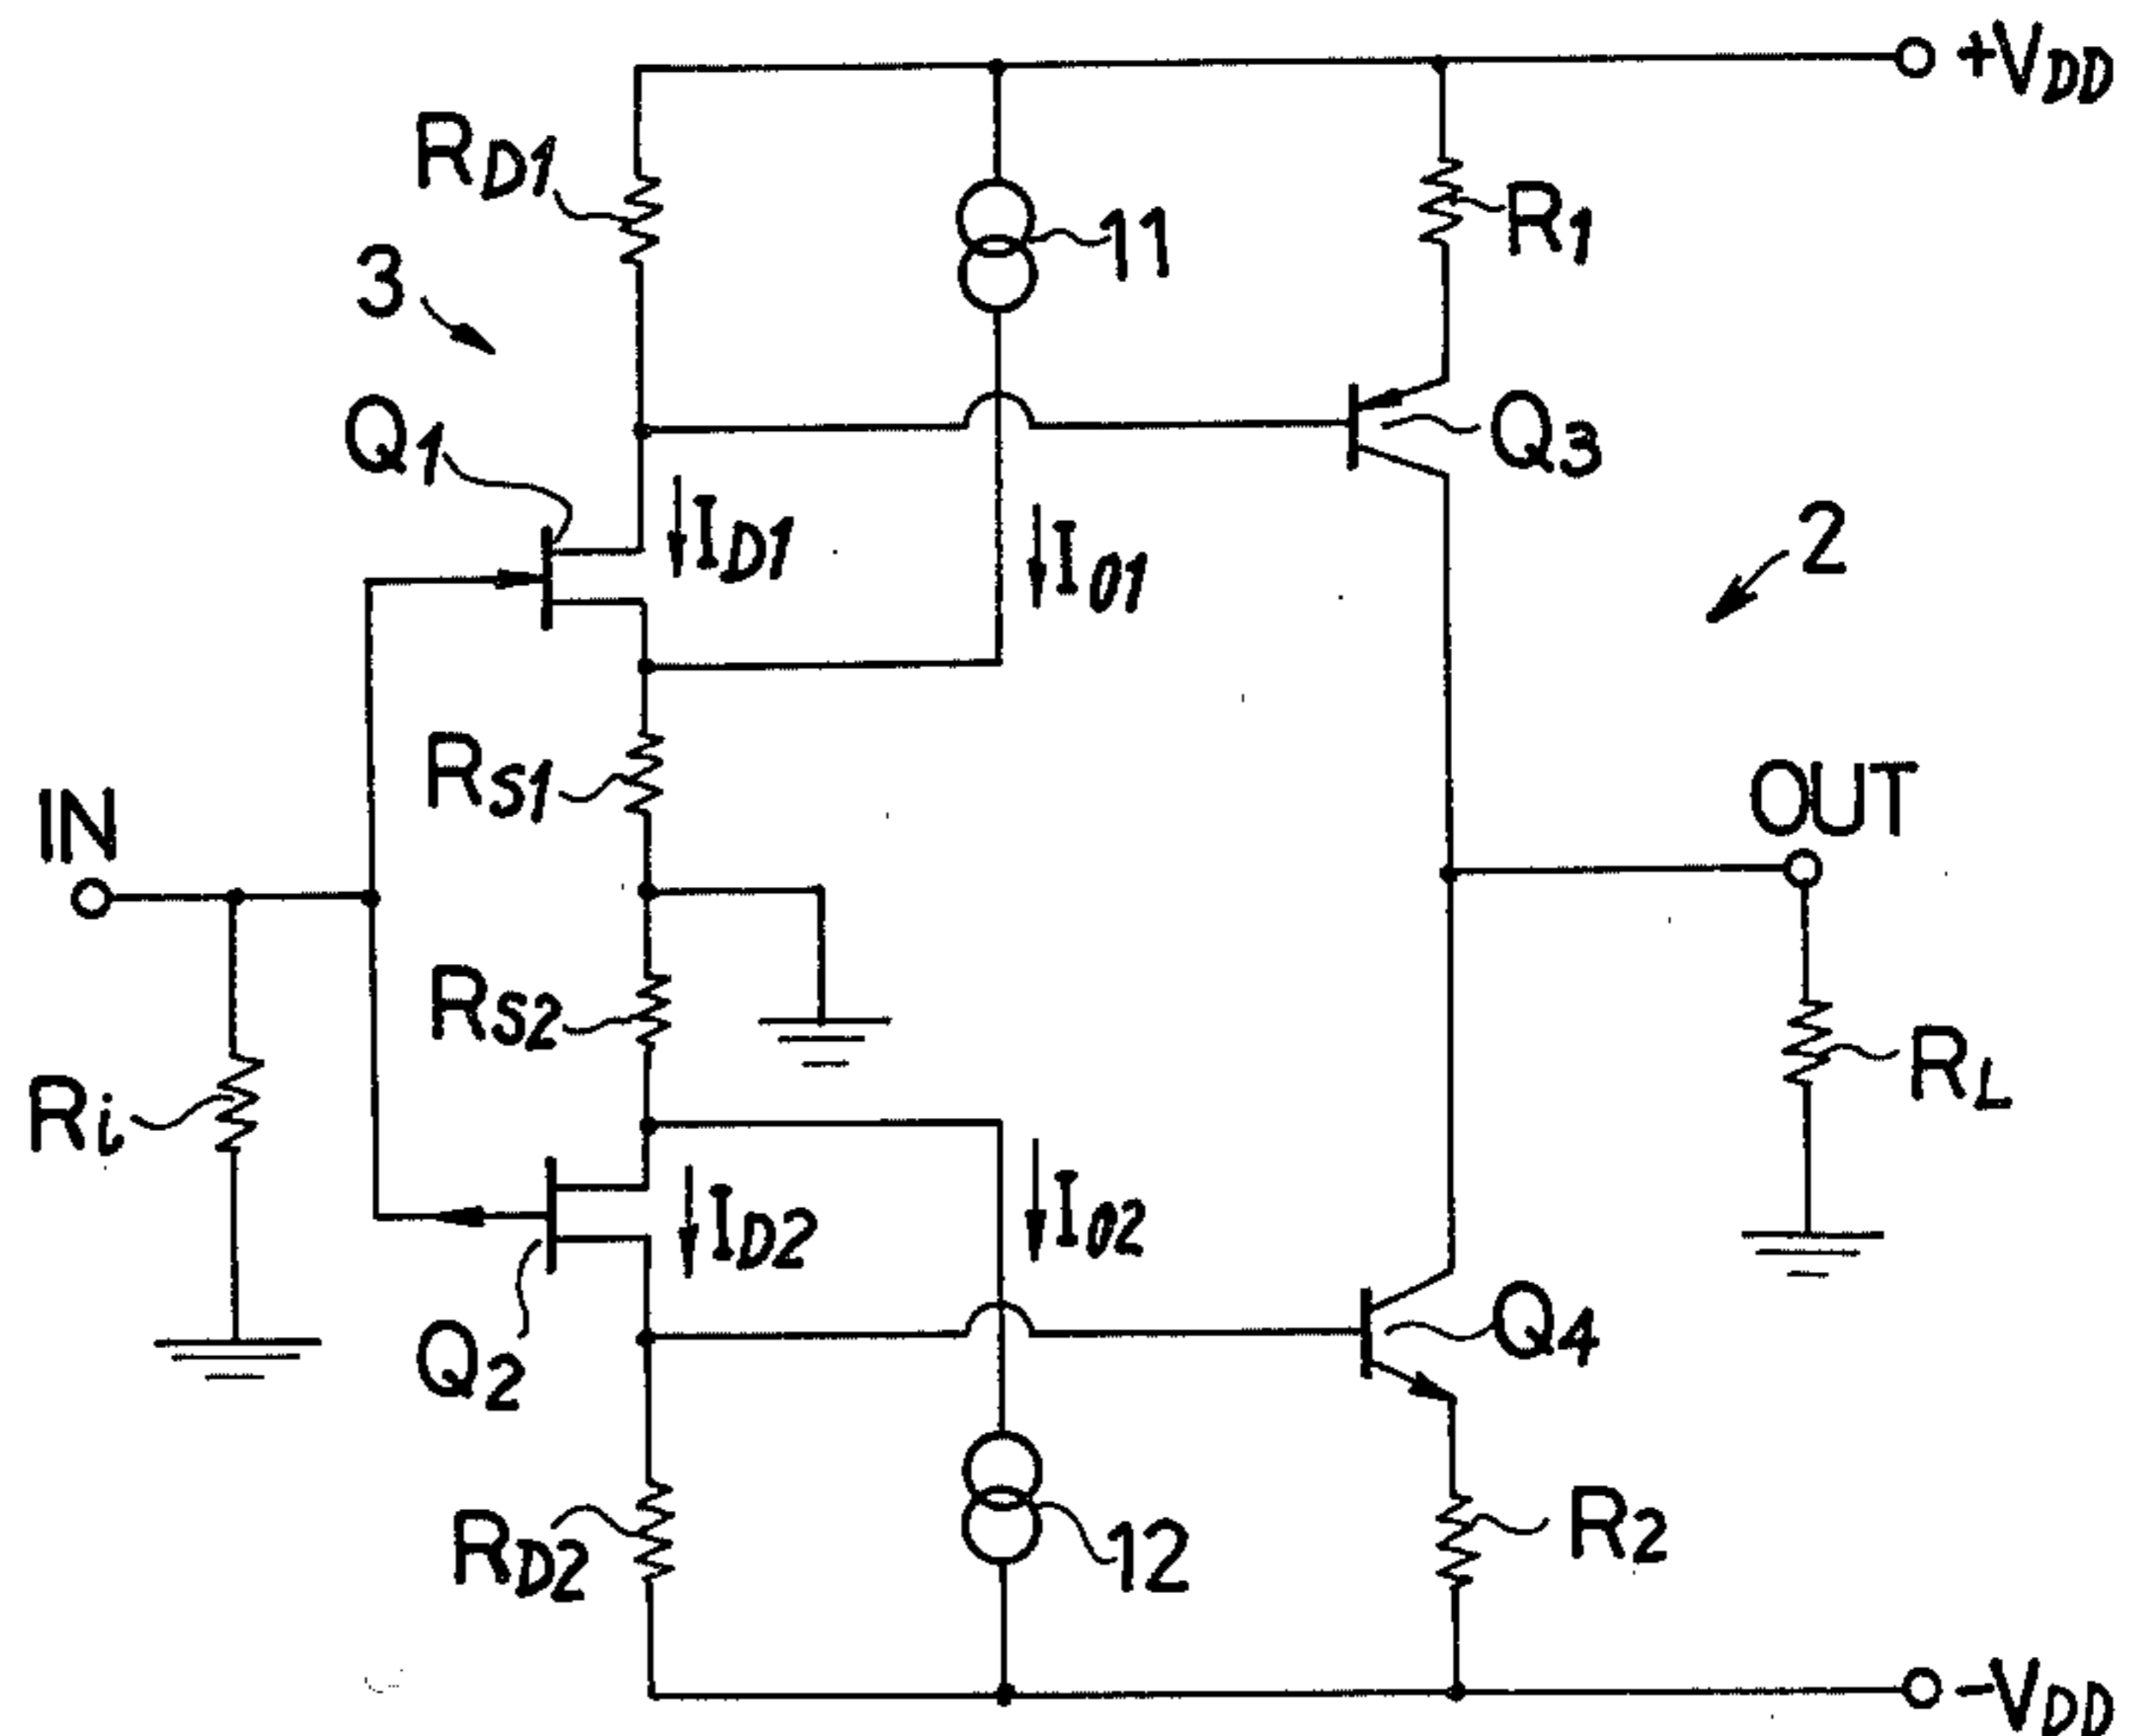 +VDD
RD1
11
R1
3
Q1
Q3
ID1
I01
2
RS1
IN
OUT
RS2
Ri
RL
ID2
I02
Q2
Q4
RD2
12
R2
-VDD